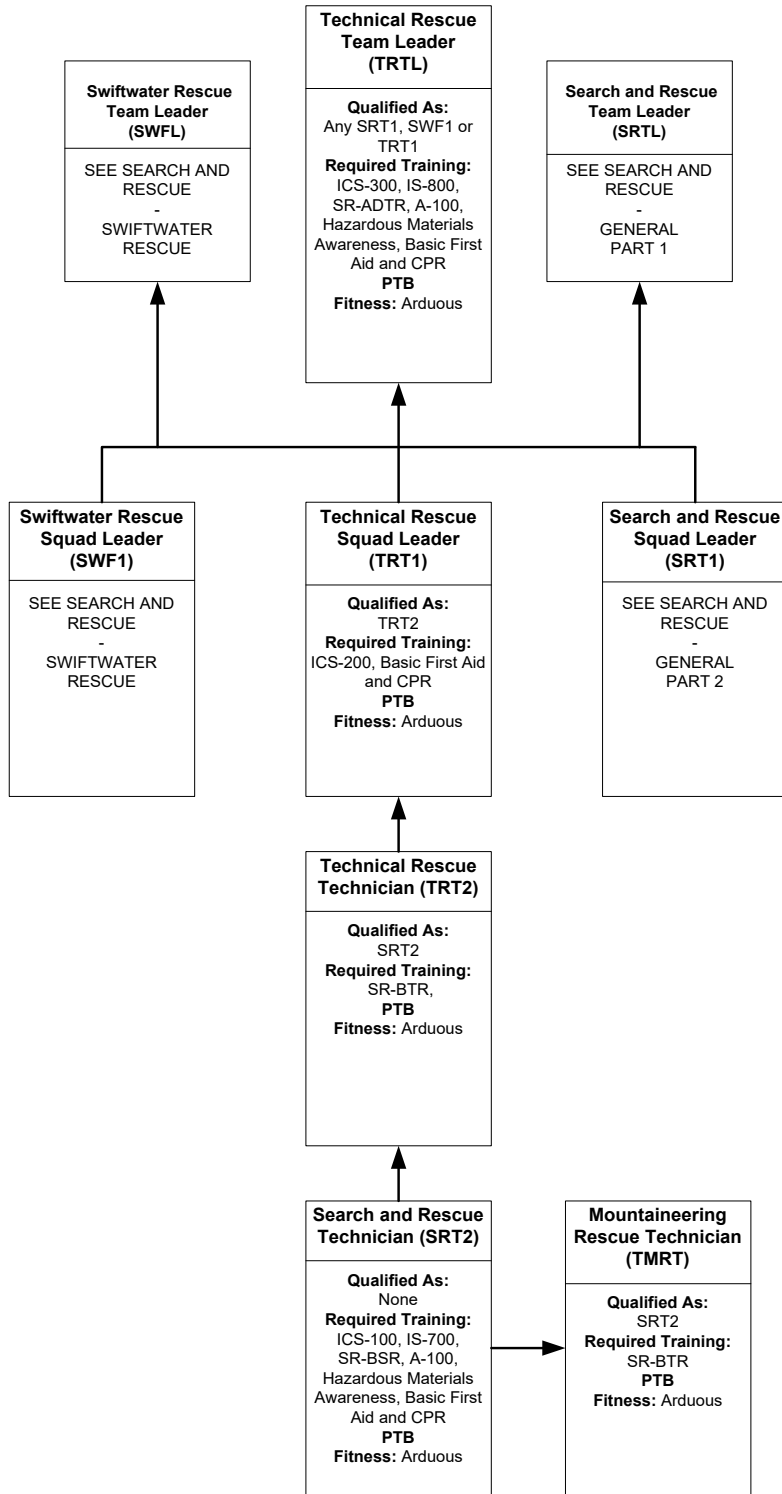 Technical Rescue
Team Leader
(TRTL)
Qualified As:
Any SRT1, SWF1 or
TRT1
Required Training:
ICS-300, IS-800,
SR-ADTR, A-100,
Hazardous Materials
Awareness, Basic First
Aid and CPR
PTB
Fitness: Arduous
Swiftwater Rescue
Team Leader
(SWFL)
SEE SEARCH AND
RESCUE
-
SWIFTWATER
RESCUE
Search and Rescue
Team Leader
(SRTL)
SEE SEARCH AND
RESCUE
-
GENERAL
PART 1
Swiftwater Rescue
Squad Leader
(SWF1)
SEE SEARCH AND
RESCUE
-
SWIFTWATER
RESCUE
Technical Rescue
Squad Leader
(TRT1)
Qualified As:
TRT2
Required Training:
ICS-200, Basic First Aid
and CPR
PTB
Fitness: Arduous
Search and Rescue
Squad Leader
(SRT1)
SEE SEARCH AND
RESCUE
-
GENERAL
PART 2
Technical Rescue
Technician (TRT2)
Qualified As:
SRT2
Required Training:
SR-BTR,
PTB
Fitness: Arduous
Search and Rescue
Technician (SRT2)
Qualified As:
None
Required Training:
ICS-100, IS-700,
SR-BSR, A-100,
Hazardous Materials
Awareness, Basic First
Aid and CPR
PTB
Fitness: Arduous
Mountaineering
Rescue Technician
(TMRT)
Qualified As:
SRT2
Required Training:
SR-BTR
PTB
Fitness: Arduous